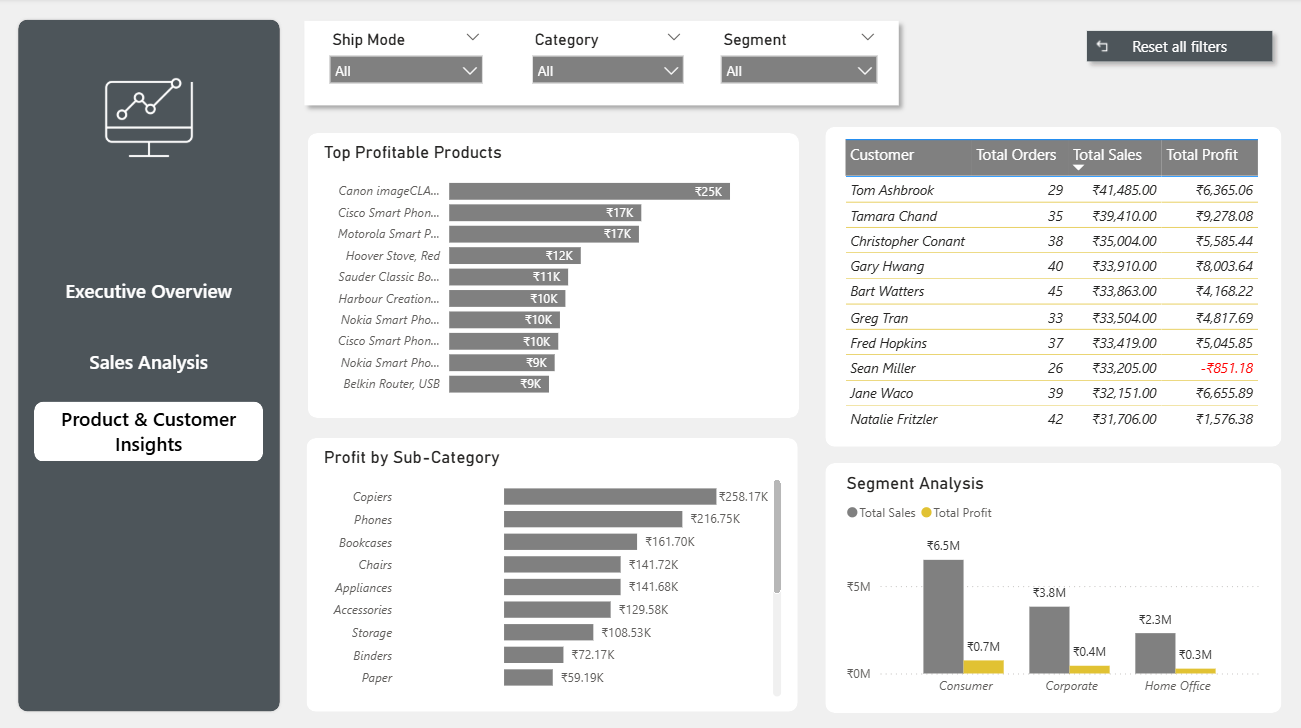 Executive Overview
Sales Analysis
Product & Customer
Insights
Ship Mode
All
Category
All
Segment
All
Reset all filters
Top Profitable Products
Canon imageCLA... ₹25K
Cisco Smart Phon... ₹17K
Motorola Smart P... ₹17K
Hoover Stove, Red ₹12K
Sauder Classic Bo... ₹11K
Harbour Creation... ₹10K
Nokia Smart Pho... ₹10K
Cisco Smart Phon... ₹10K
Nokia Smart Pho... ₹9K
Belkin Router, USB ₹9K
Customer Total Orders Total Sales Total Profit
Tom Ashbrook 29 ₹41,485.00 ₹6,365.06
Tamara Chand 35 ₹39,410.00 ₹9,278.08
Christopher Conant 38 ₹35,004.00 ₹5,585.44
Gary Hwang 40 ₹33,910.00 ₹8,003.64
Bart Watters 45 ₹33,863.00 ₹4,168.22
Greg Tran 33 ₹33,504.00 ₹4,817.69
Fred Hopkins 37 ₹33,419.00 ₹5,045.85
Sean Miller 26 ₹33,205.00 -₹851.18
Jane Waco 39 ₹32,151.00 ₹6,655.89
Natalie Fritzler 42 ₹31,706.00 ₹1,576.38
Profit by Sub-Category
Copiers ₹258.17K
Phones ₹216.75K
Bookcases ₹161.70K
Chairs ₹141.72K
Appliances ₹141.68K
Accessories ₹129.58K
Storage ₹108.53K
Binders ₹72.17K
Paper ₹59.19K
Segment Analysis
Total Sales Total Profit
₹6.5M
₹5M
₹3.8M
₹2.3M
₹0.7M
₹0.4M
₹0.3M
₹0M
Consumer Corporate Home Office